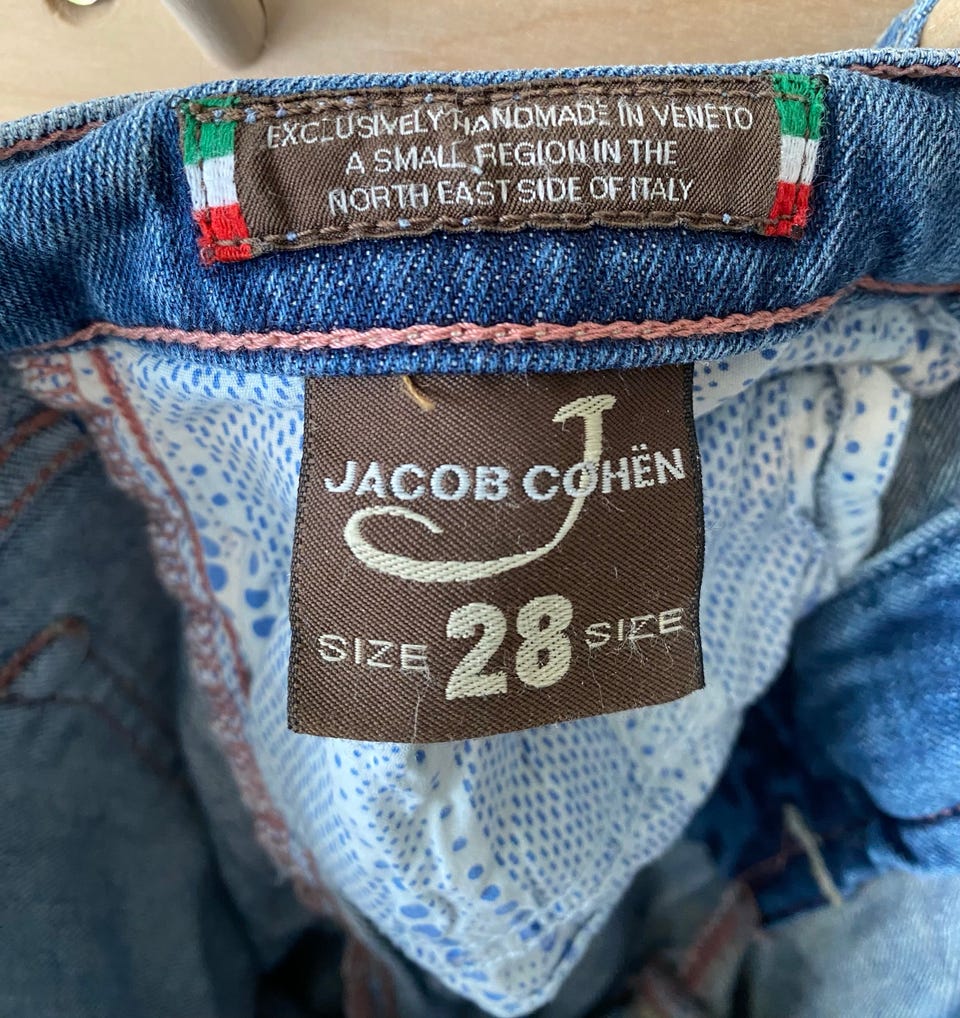 EXCLUSIVELY HANDMADE IN VENETO
A SMALL REGION IN THE
NORTH EAST SIDE OF ITALY
J
JACOB COHËN
SIZE 28 SIZE